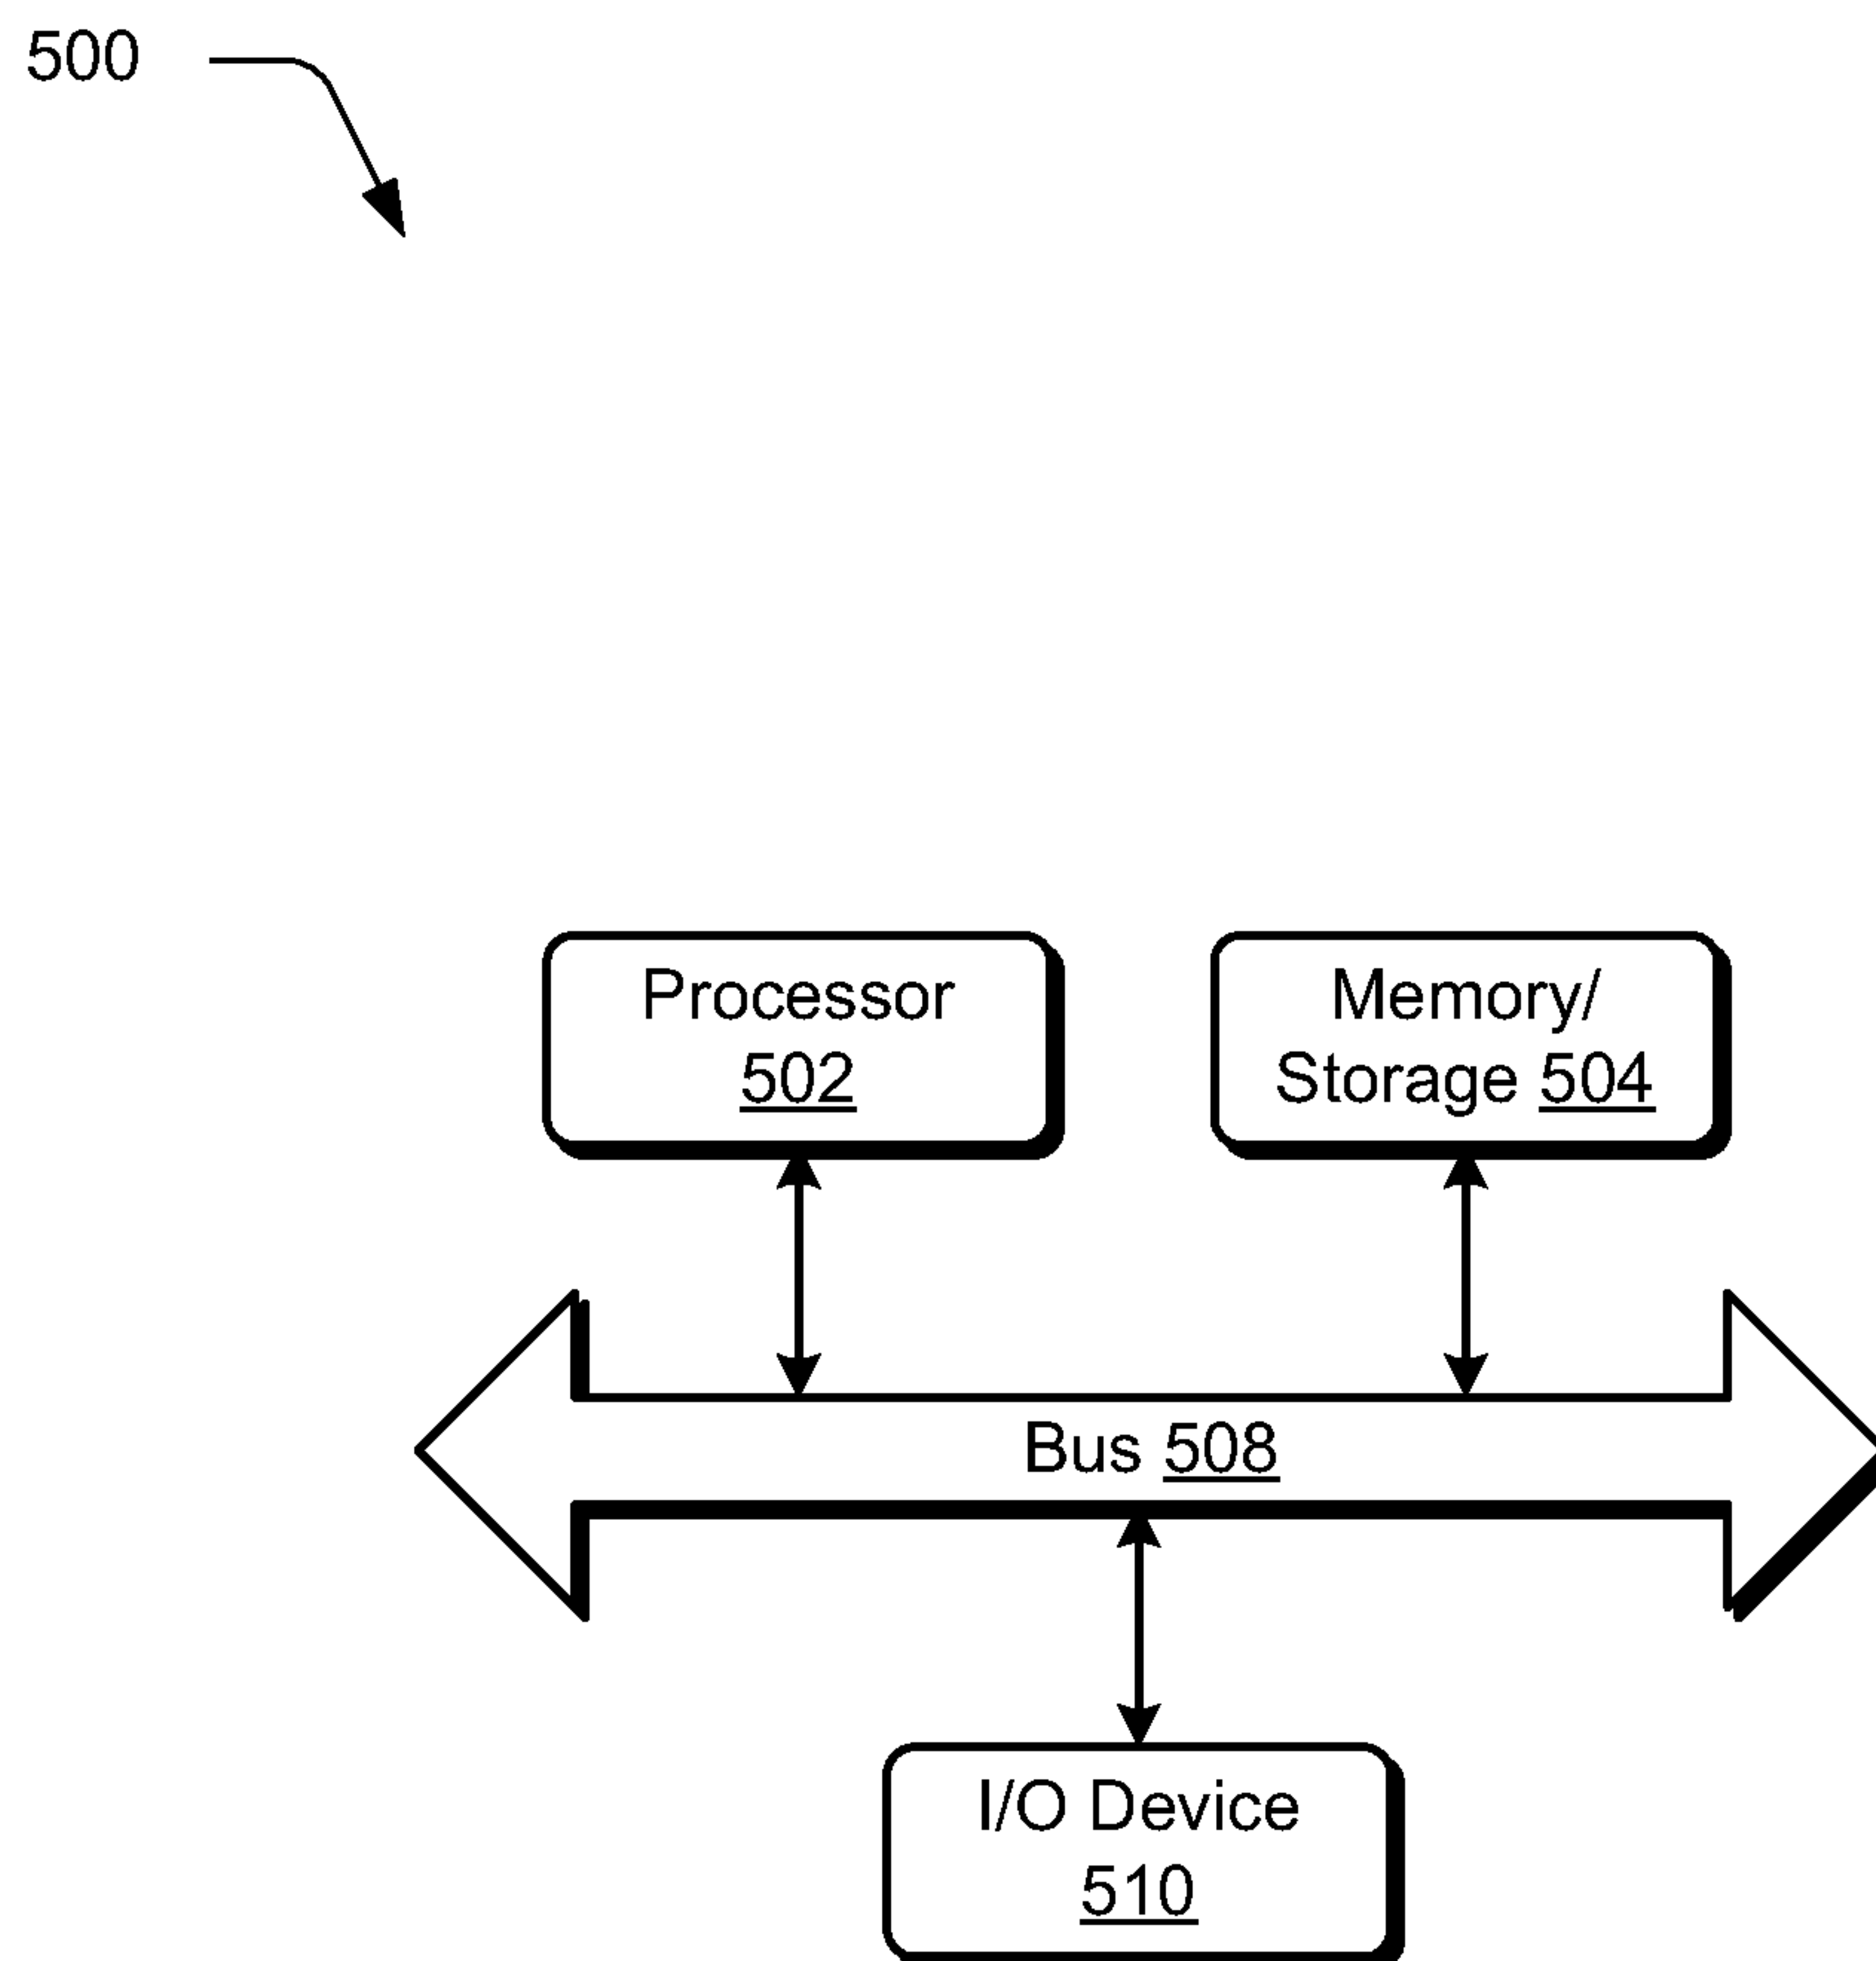 500
Processor
502
Memory/
Storage 504
Bus 508
I/O Device
510